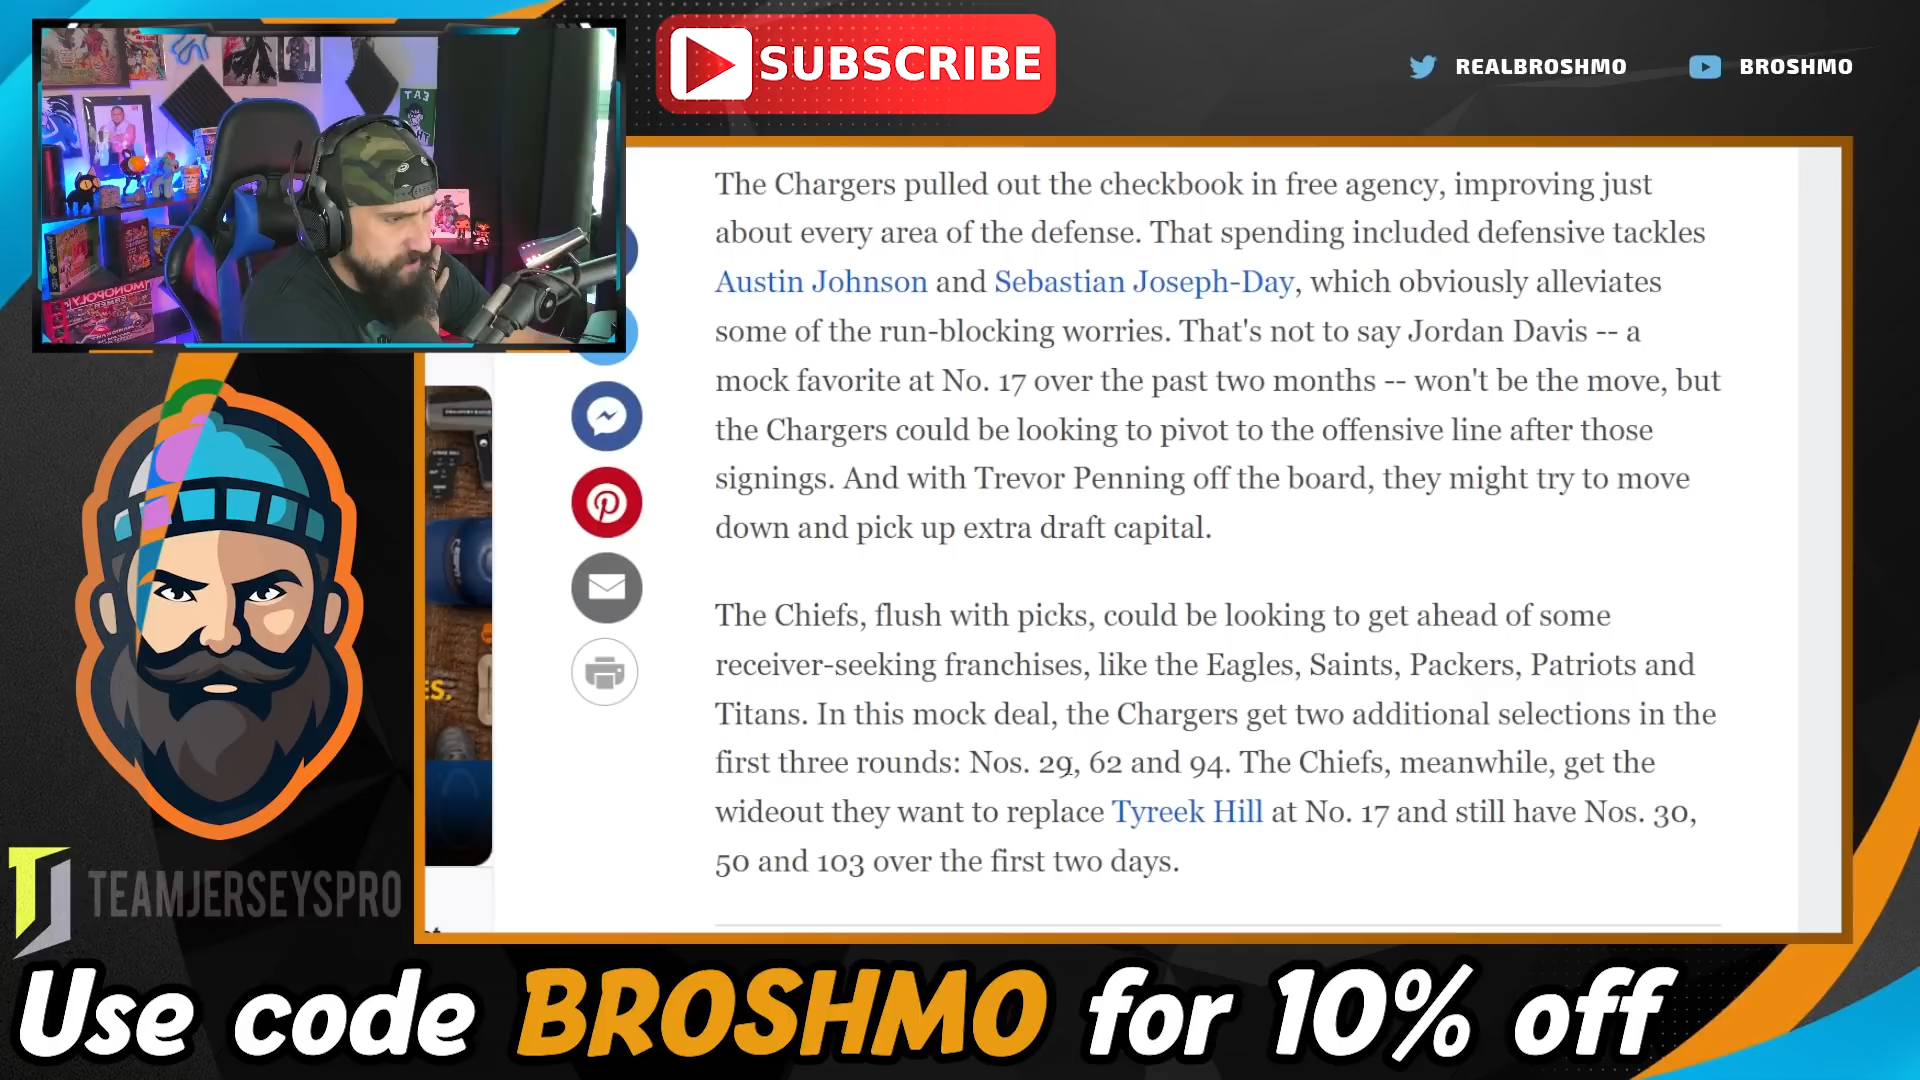 SUBSCRIBE
REALBROSHMO
BROSHMO
MONOPOLY
The Chargers pulled out the checkbook in free agency, improving just
about every area of the defense. That spending included defensive tackles
Austin Johnson and Sebastian Joseph-Day, which obviously alleviates
some of the run-blocking worries. That's not to say Jordan Davis -- a
mock favorite at No. 17 over the past two months -- won't be the move, but
the Chargers could be looking to pivot to the offensive line after those
signings. And with Trevor Penning off the board, they might try to move
down and pick up extra draft capital.
The Chiefs, flush with picks, could be looking to get ahead of some
receiver-seeking franchises, like the Eagles, Saints, Packers, Patriots and
Titans. In this mock deal, the Chargers get two additional selections in the
first three rounds: Nos. 29, 62 and 94. The Chiefs, meanwhile, get the
wideout they want to replace Tyreek Hill at No. 17 and still have Nos. 30,
50 and 103 over the first two days.
ES.
TJ
TEAMJERSEYSPRO
Use code BROSHMO for 10% off